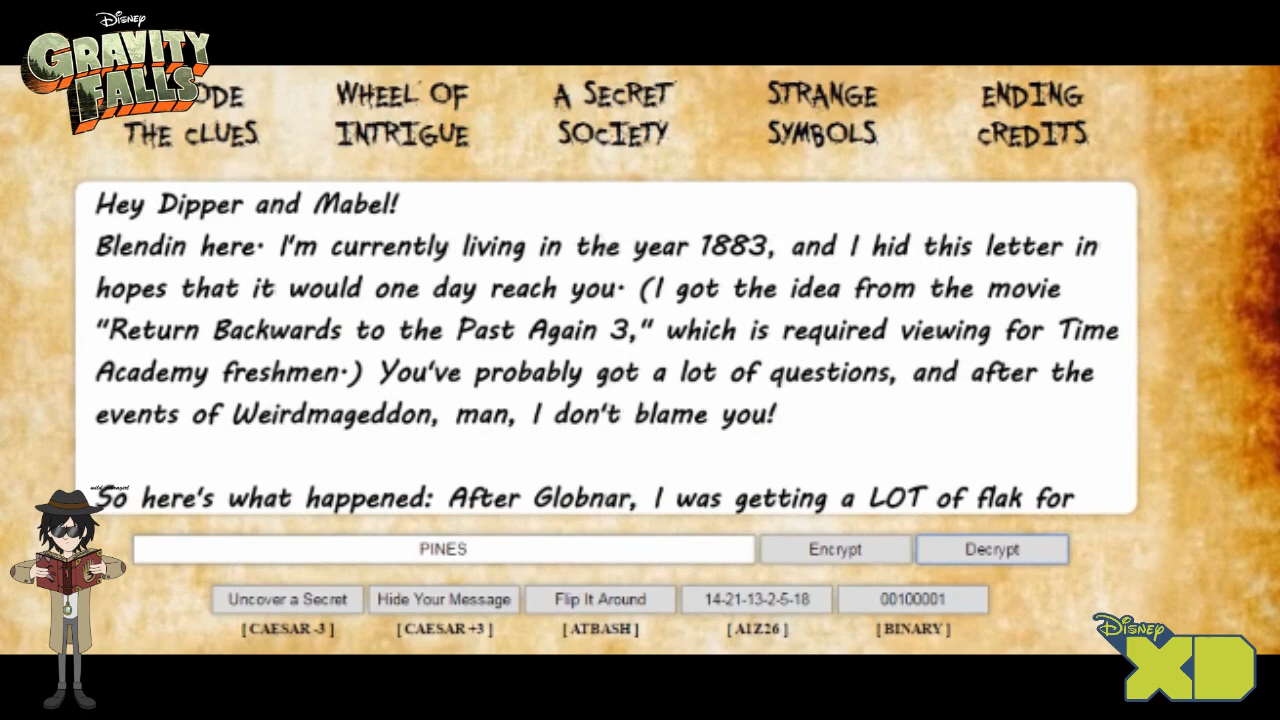 Disney
GRAVITY
FALLS
ODE
THE CLUES
WHEEL OF
INTRIGUE
A SECRET
SOCIETY
STRANGE
SYMBOLS
ENDING
CREDITS
Hey Dipper and Mabel!
Blendin here. I'm currently living in the year 1883, and I hid this letter in
hopes that it would one day reach you. (I got the idea from the movie
"Return Backwards to the Past Again 3," which is required viewing for Time
Academy freshmen.) You've probably got a lot of questions, and after the
events of Weirdmageddon, man, I don't blame you!
So here's what happened: After Globnar, I was getting a LOT of flak for
PINES
Encrypt
Decrypt
Uncover a Secret
Hide Your Message
Flip It Around
14-21-13-2-5-18
00100001
[CAESAR -3]
[CAESAR +3]
[ATBASH]
[A1Z26]
[BINARY]
Disney
XD